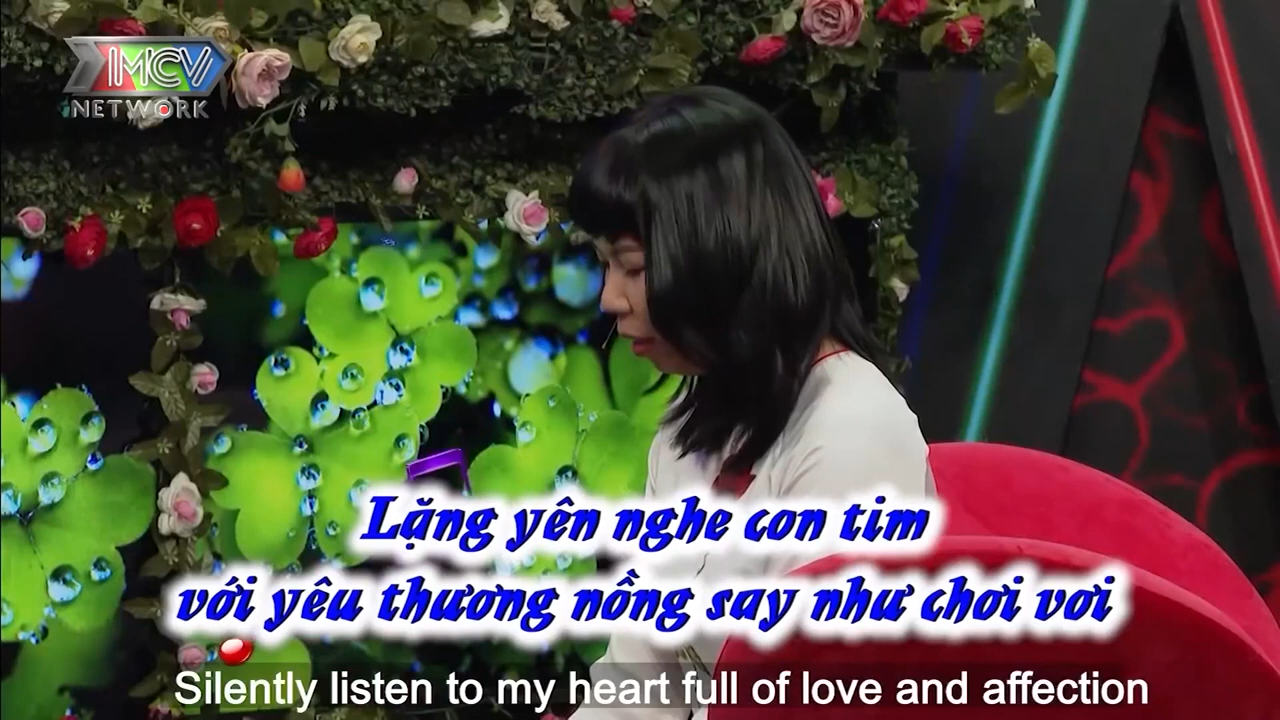 MCV
NETWORK
Lặng yên nghe con tim
với yêu thương nồng say như chơi vơi
Silently listen to my heart full of love and affection